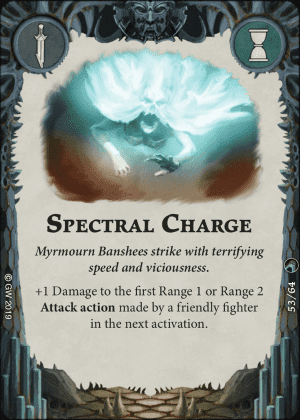 SPECTRAL CHARGE
Myrmourn Banshees strike with terrifying
speed and viciousness.
+1 Damage to the first Range 1 or Range 2
Attack action made by a friendly fighter
in the next activation.
© GW 2019
53/64